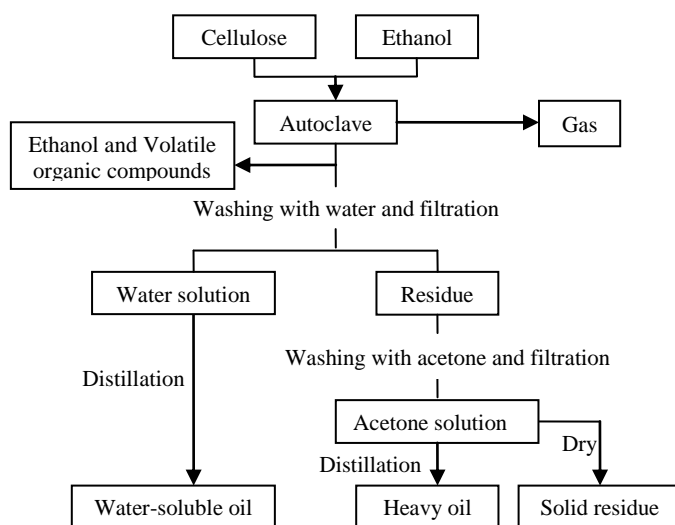 Cellulose
Ethanol
Autoclave
Gas
Ethanol and Volatile
organic compounds
Washing with water and filtration
Water solution
Residue
Washing with acetone and filtration
Distillation
Acetone solution
Dry
Distillation
Water-soluble oil
Heavy oil
Solid residue